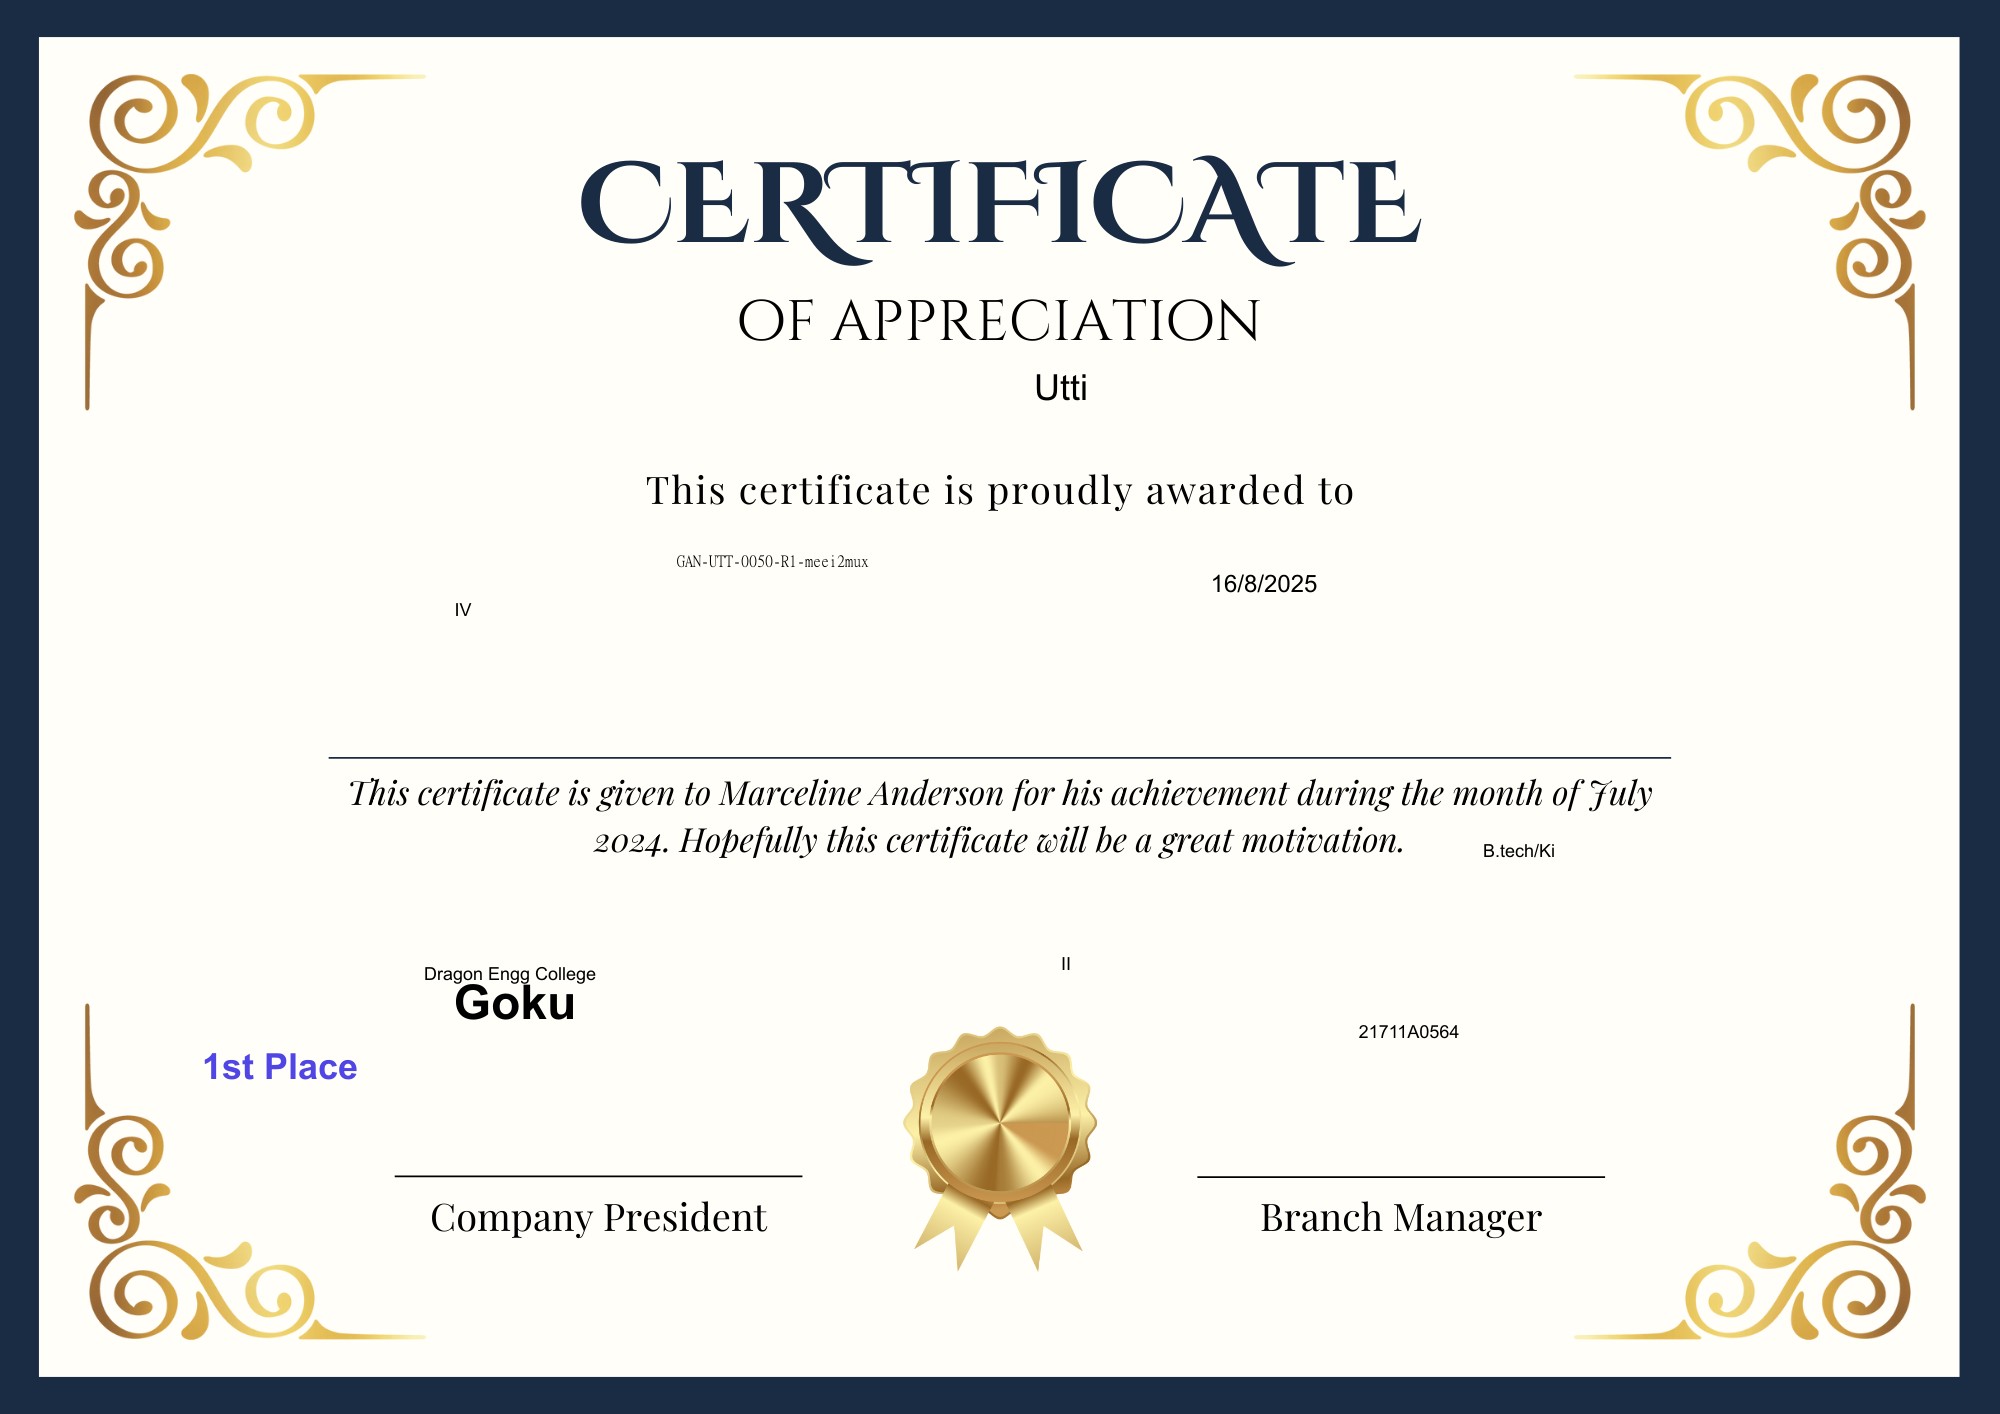 CERTIFICATE
OF APPRECIATION
Utti
This certificate is proudly awarded to
GAN-UTT-0050-R1-meei2mux
16/8/2025
IV
This certificate is given to Marceline Anderson for his achievement during the month of July
2024. Hopefully this certificate will be a great motivation.
B.tech/Ki
II
Dragon Engg College
Goku
21711A0564
1st Place
Company President
Branch Manager